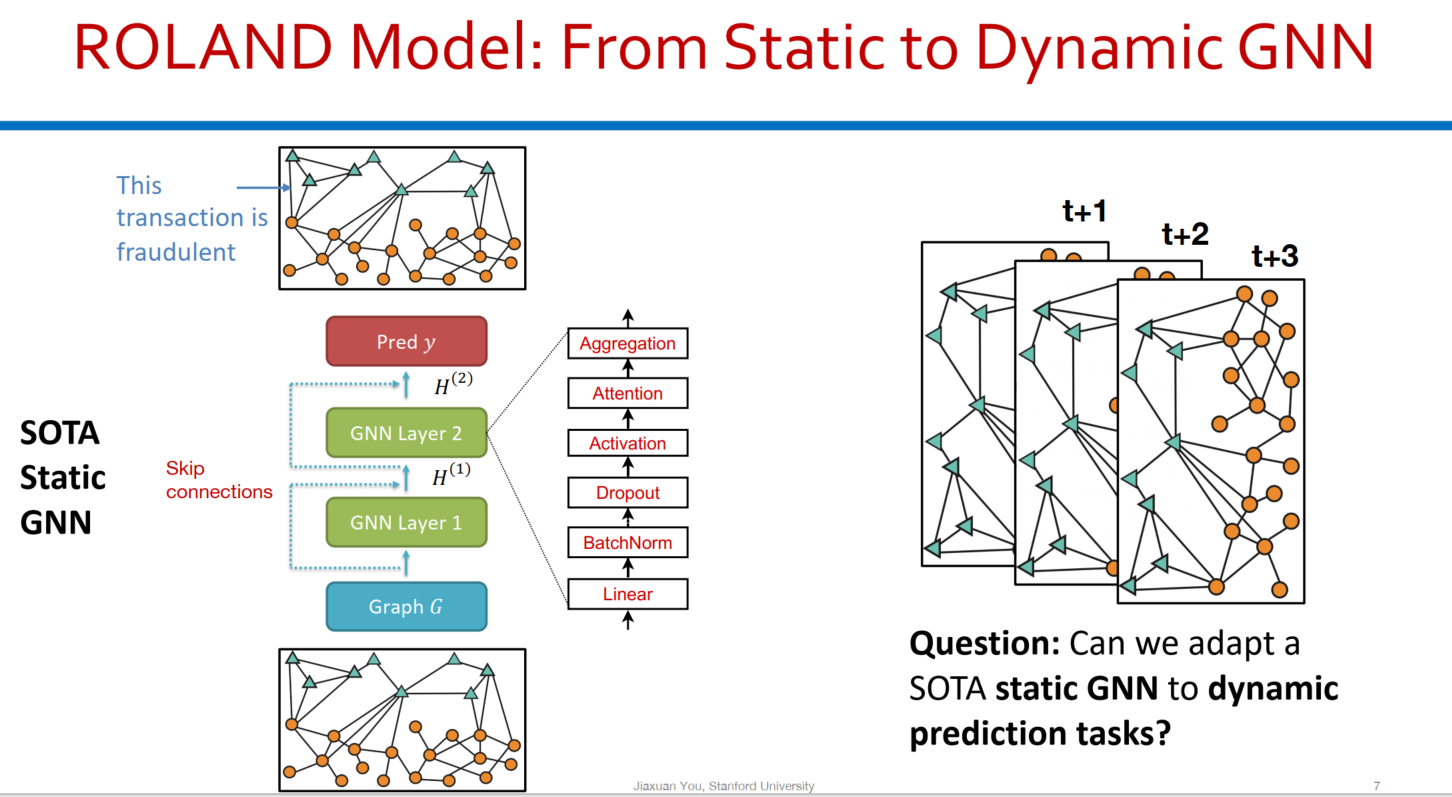 ROLAND Model: From Static to Dynamic GNN
This
transaction is
fraudulent
SOTA
Static
GNN
Skip
connections
Pred y
H^(2)
GNN Layer 2
H^(1)
GNN Layer 1
Graph G
Aggregation
Attention
Activation
Dropout
BatchNorm
Linear
t+1
t+2
t+3
Question: Can we adapt a
SOTA static GNN to dynamic
prediction tasks?
Jiaxuan You, Stanford University
7